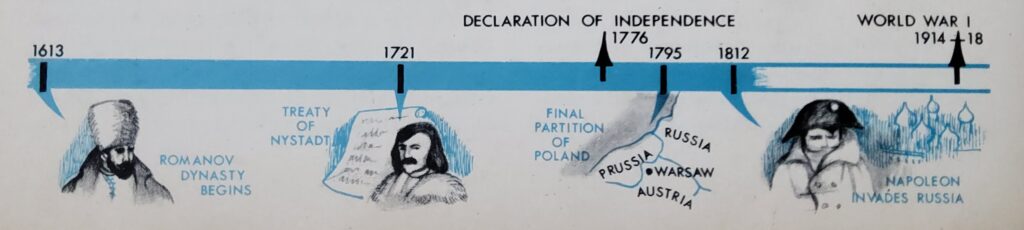 DECLARATION OF INDEPENDENCE
1776
WORLD WAR I
1914–18
1613
1721
1795
1812
ROMANOV
DYNASTY
BEGINS
TREATY
OF
NYSTADT
FINAL
PARTITION
OF
POLAND
RUSSIA
PRUSSIA
WARSAW
AUSTRIA
NAPOLEON
INVADES RUSSIA